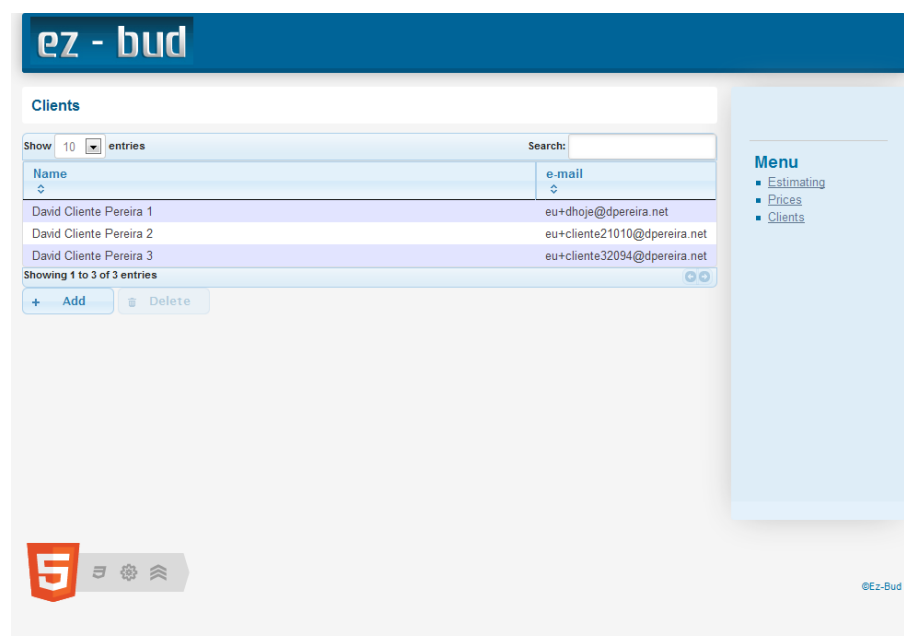 ez - bud
Clients
Show 10 entries Search:
Name e-mail
David Cliente Pereira 1 eu+dhoje@dpereira.net
David Cliente Pereira 2 eu+cliente21010@dpereira.net
David Cliente Pereira 3 eu+cliente32094@dpereira.net
Showing 1 to 3 of 3 entries
+ Add Delete
Menu
Estimating
Prices
Clients
5 3
©Ez-Bud